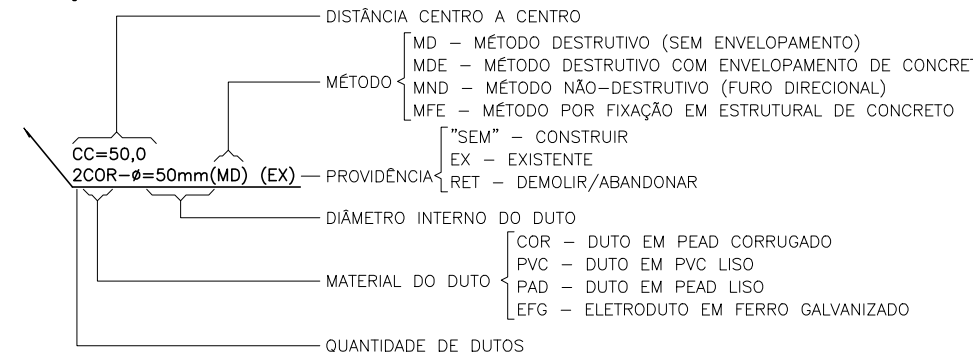 DISTÂNCIA CENTRO A CENTRO
MD – MÉTODO DESTRUTIVO (SEM ENVELOPAMENTO)
MDE – MÉTODO DESTRUTIVO COM ENVELOPAMENTO DE CONCRET
MÉTODO
MND – MÉTODO NÃO-DESTRUTIVO (FURO DIRECIONAL)
MFE – MÉTODO POR FIXAÇÃO EM ESTRUTURAL DE CONCRETO
CC=50,0
2COR-ø=50mm(MD) (EX)
PROVIDÊNCIA
"SEM" – CONSTRUIR
EX – EXISTENTE
RET – DEMOLIR/ABANDONAR
DIÂMETRO INTERNO DO DUTO
MATERIAL DO DUTO
COR – DUTO EM PEAD CORRUGADO
PVC – DUTO EM PVC LISO
PAD – DUTO EM PEAD LISO
EFG – ELETRODUTO EM FERRO GALVANIZADO
QUANTIDADE DE DUTOS